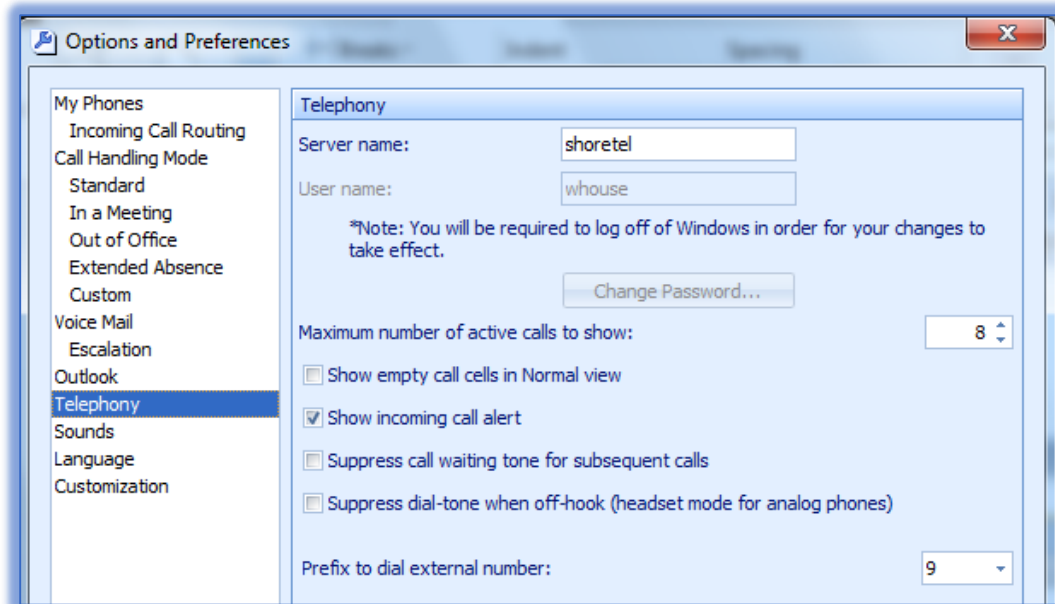 Options and Preferences
My Phones
Incoming Call Routing
Call Handling Mode
Standard
In a Meeting
Out of Office
Extended Absence
Custom
Voice Mail
Escalation
Outlook
Telephony
Sounds
Language
Customization
Telephony
Server name: shoretel
User name: whouse
*Note: You will be required to log off of Windows in order for your changes to
take effect.
Change Password...
Maximum number of active calls to show: 8
Show empty call cells in Normal view
Show incoming call alert
Suppress call waiting tone for subsequent calls
Suppress dial-tone when off-hook (headset mode for analog phones)
Prefix to dial external number: 9